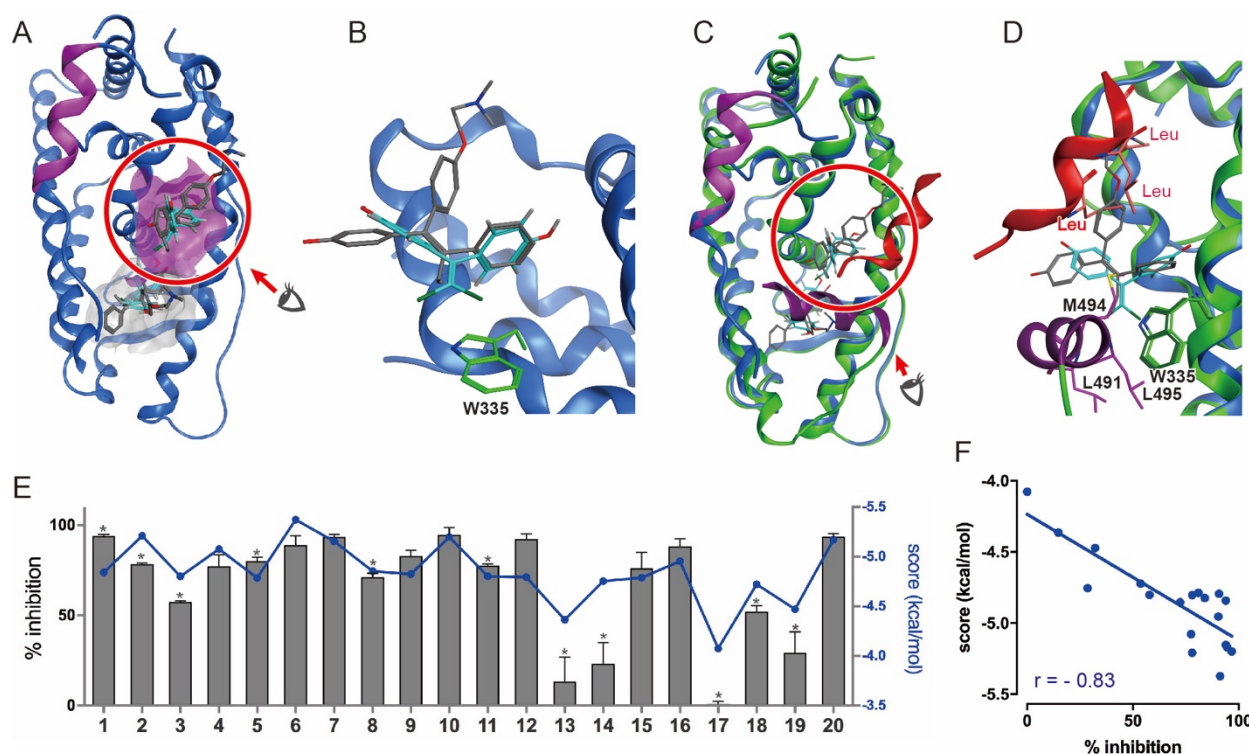 A
B
C
D
W335
Leu
Leu
Leu
M494
L491
W335
L495
E
F
% inhibition
100
50
0
-5.5
-5.0
-4.5
-4.0
-3.5
score (kcal/mol)
* * * * * * * * * * *
1 2 3 4 5 6 7 8 9 10 11 12 13 14 15 16 17 18 19 20
score (kcal/mol)
-4.0
-4.5
-5.0
-5.5
r = - 0.83
0 50 100
% inhibition